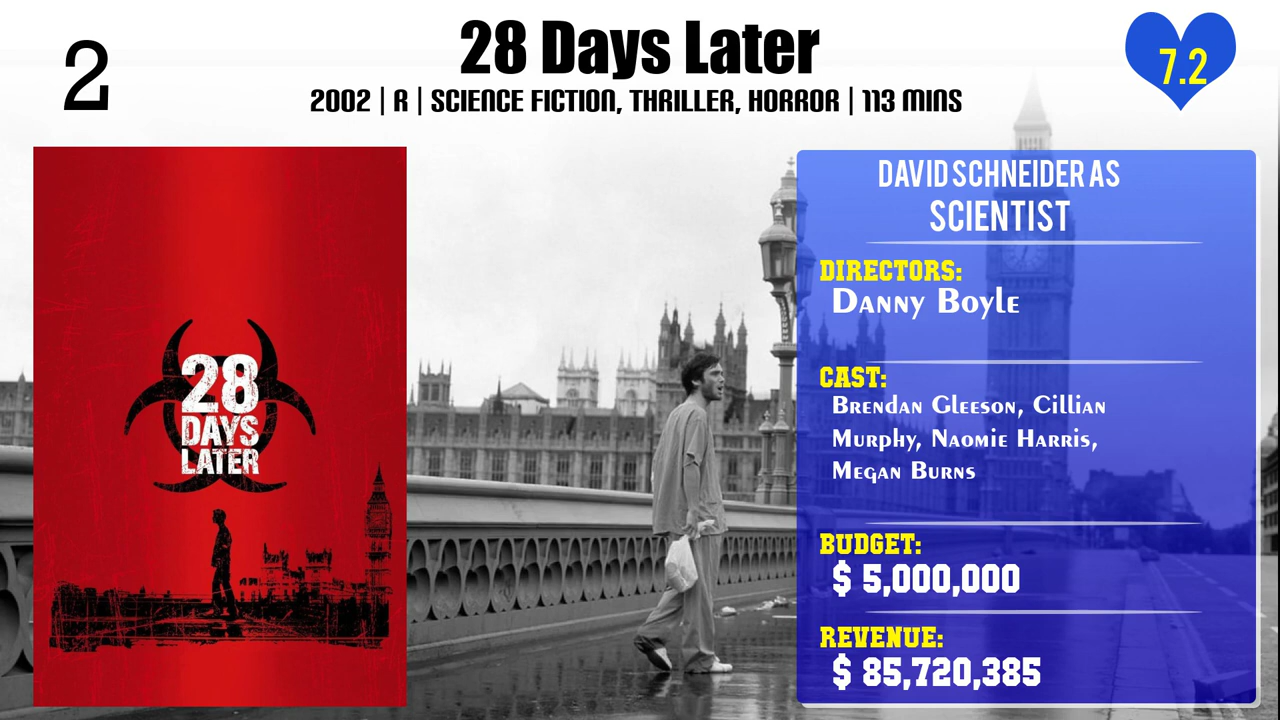 2
28 Days Later
2002 | R | SCIENCE FICTION, THRILLER, HORROR | 113 MINS
7.2
28
DAYS
LATER
DAVID SCHNEIDER AS
SCIENTIST
DIRECTORS:
Danny Boyle
CAST:
Brendan Gleeson, Cillian
Murphy, Naomie Harris,
Megan Burns
BUDGET:
$ 5,000,000
REVENUE:
$ 85,720,385